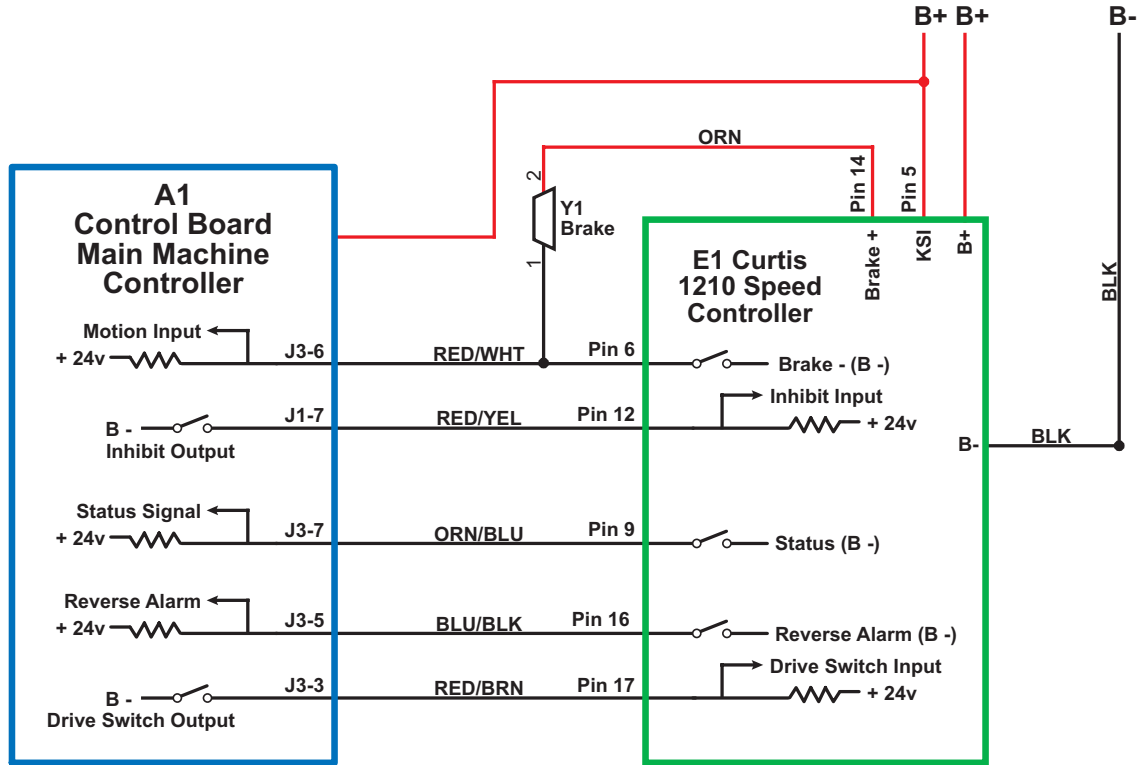 B+ B+ B-
ORN
A1
Control Board
Main Machine
Controller
2
Y1
Brake
1
Pin 14
Pin 5
Brake +
KSI
B+
BLK
E1 Curtis
1210 Speed
Controller
Motion Input
+ 24v
J3-6
RED/WHT
Pin 6
Brake - (B -)
Inhibit Input
B -
J1-7
RED/YEL
Pin 12
+ 24v
Inhibit Output
B-
BLK
Status Signal
+ 24v
J3-7
ORN/BLU
Pin 9
Status (B -)
Reverse Alarm
+ 24v
J3-5
BLU/BLK
Pin 16
Reverse Alarm (B -)
Drive Switch Input
B -
J3-3
RED/BRN
Pin 17
+ 24v
Drive Switch Output